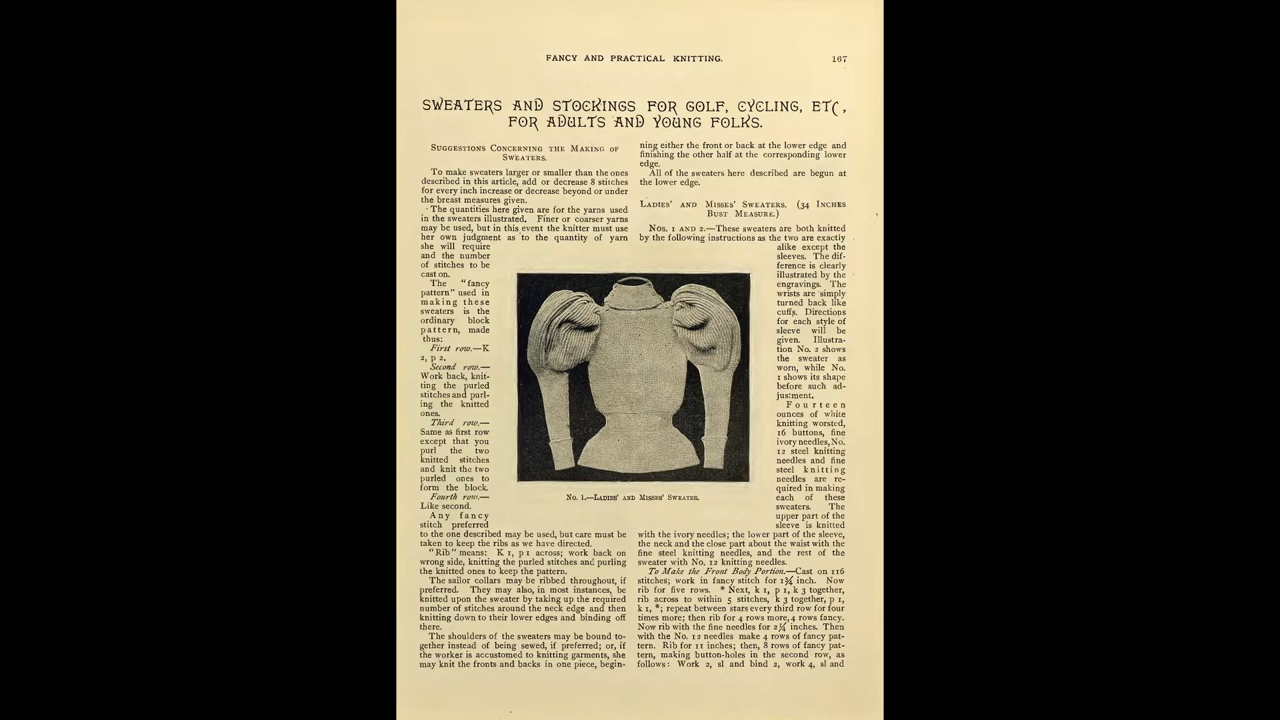 FANCY AND PRACTICAL KNITTING.
167
SWEATERS AND STOCKINGS FOR GOLF, CYCLING, ETC,
FOR ADULTS AND YOUNG FOLKS.
Suggestions Concerning the Making of
Sweaters.
To make sweaters larger or smaller than the ones
described in this article, add or decrease 8 stitches
for every inch increase or decrease beyond or under
the breast measures given.
The quantities here given are for the yarns used
in the sweaters illustrated. Finer or coarser yarns
may be used, but in this event the knitter must use
her own judgment as to the quantity of yarn
she will require
and the number
of stitches to be
cast on.
The "fancy
pattern" used in
making these
sweaters is the
ordinary block
pattern, made
thus:
First row.—K
2, p 2.
Second row.—
Work back, knit-
ting the purled
stitches and purl-
ing the knitted
ones.
Third row.—
Same as first row
except that you
purl the two
knitted stitches
and knit the two
purled ones to
form the block.
Fourth row.—
Like second.
Any fancy
stitch preferred
to the one described may be used, but care must be
taken to keep the ribs as we have directed.
"Rib" means: K 1, p 1 across; work back on
wrong side, knitting the purled stitches and purling
the knitted ones to keep the pattern.
The sailor collars may be ribbed throughout, if
preferred. They may also, in most instances, be
knitted upon the sweater by taking up the required
number of stitches around the neck edge and then
knitting down to their lower edges and binding off
there.
The shoulders of the sweaters may be bound to-
gether instead of being sewed, if preferred; or, if
the worker is accustomed to knitting garments, she
may knit the fronts and backs in one piece, begin-
No. 1.—Ladies' and Misses' Sweater.
ning either the front or back at the lower edge and
finishing the other half at the corresponding lower
edge.
All of the sweaters here described are begun at
the lower edge.
Ladies' and Misses' Sweaters. (34 Inches
Bust Measure.)
Nos. 1 and 2.—These sweaters are both knitted
by the following instructions as the two are exactly
alike except the
sleeves. The dif-
ference is clearly
illustrated by the
engravings. The
wrists are simply
turned back like
cuffs. Directions
for each style of
sleeve will be
given. Illustra-
tion No. 2 shows
the sweater as
worn, while No.
1 shows its shape
before such ad-
justment.
Fourteen
ounces of white
knitting worsted,
16 buttons, fine
ivory needles, No.
12 steel knitting
needles and fine
steel knitting
needles are re-
quired in making
each of these
sweaters. The
upper part of the
sleeve is knitted
with the ivory needles; the lower part of the sleeve,
the neck and the close part about the waist with the
fine steel knitting needles, and the rest of the
sweater with No. 12 knitting needles.
To Make the Front Body Portion.—Cast on 116
stitches; work in fancy stitch for 1¾ inch. Now
rib for five rows. * Next, k 1, p 1, k 3 together,
rib across to within 5 stitches, k 3 together, p 1,
k 1, *; repeat between stars every third row for four
times more; then rib for 4 rows more, 4 rows fancy.
Now rib with the fine needles for 2½ inches. Then
with the No. 12 needles make 4 rows of fancy pat-
tern. Rib for 11 inches; then, 8 rows of fancy pat-
tern, making button-holes in the second row, as
follows: Work 2, sl and bind 2, work 4, sl and